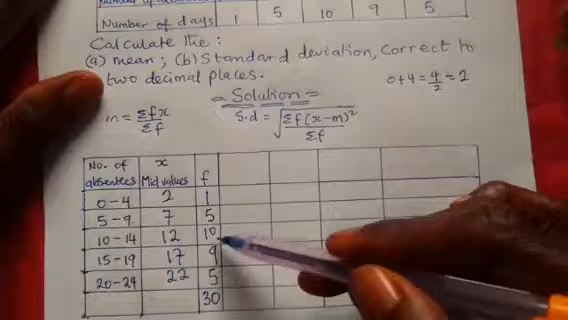 Number of days 1 5 10 9 5
Calculate the :
(a) mean ; (b) Standard deviation, Correct to
two decimal places.
0+4 = 4/2 = 2
= Solution =
m = Σfx/Σf
S.d = √(Σf(x-m)²/Σf)
No. of absentees x Mid values f
0-4 2 1
5-9 7 5
10-14 12 10
15-19 17 9
20-24 22 5
30